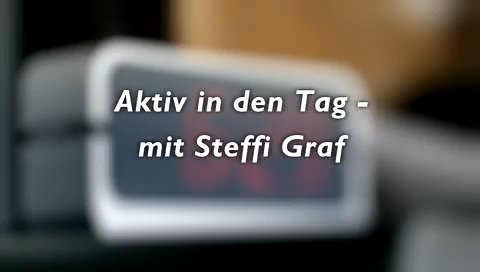 Aktiv in den Tag -
mit Steffi Graf